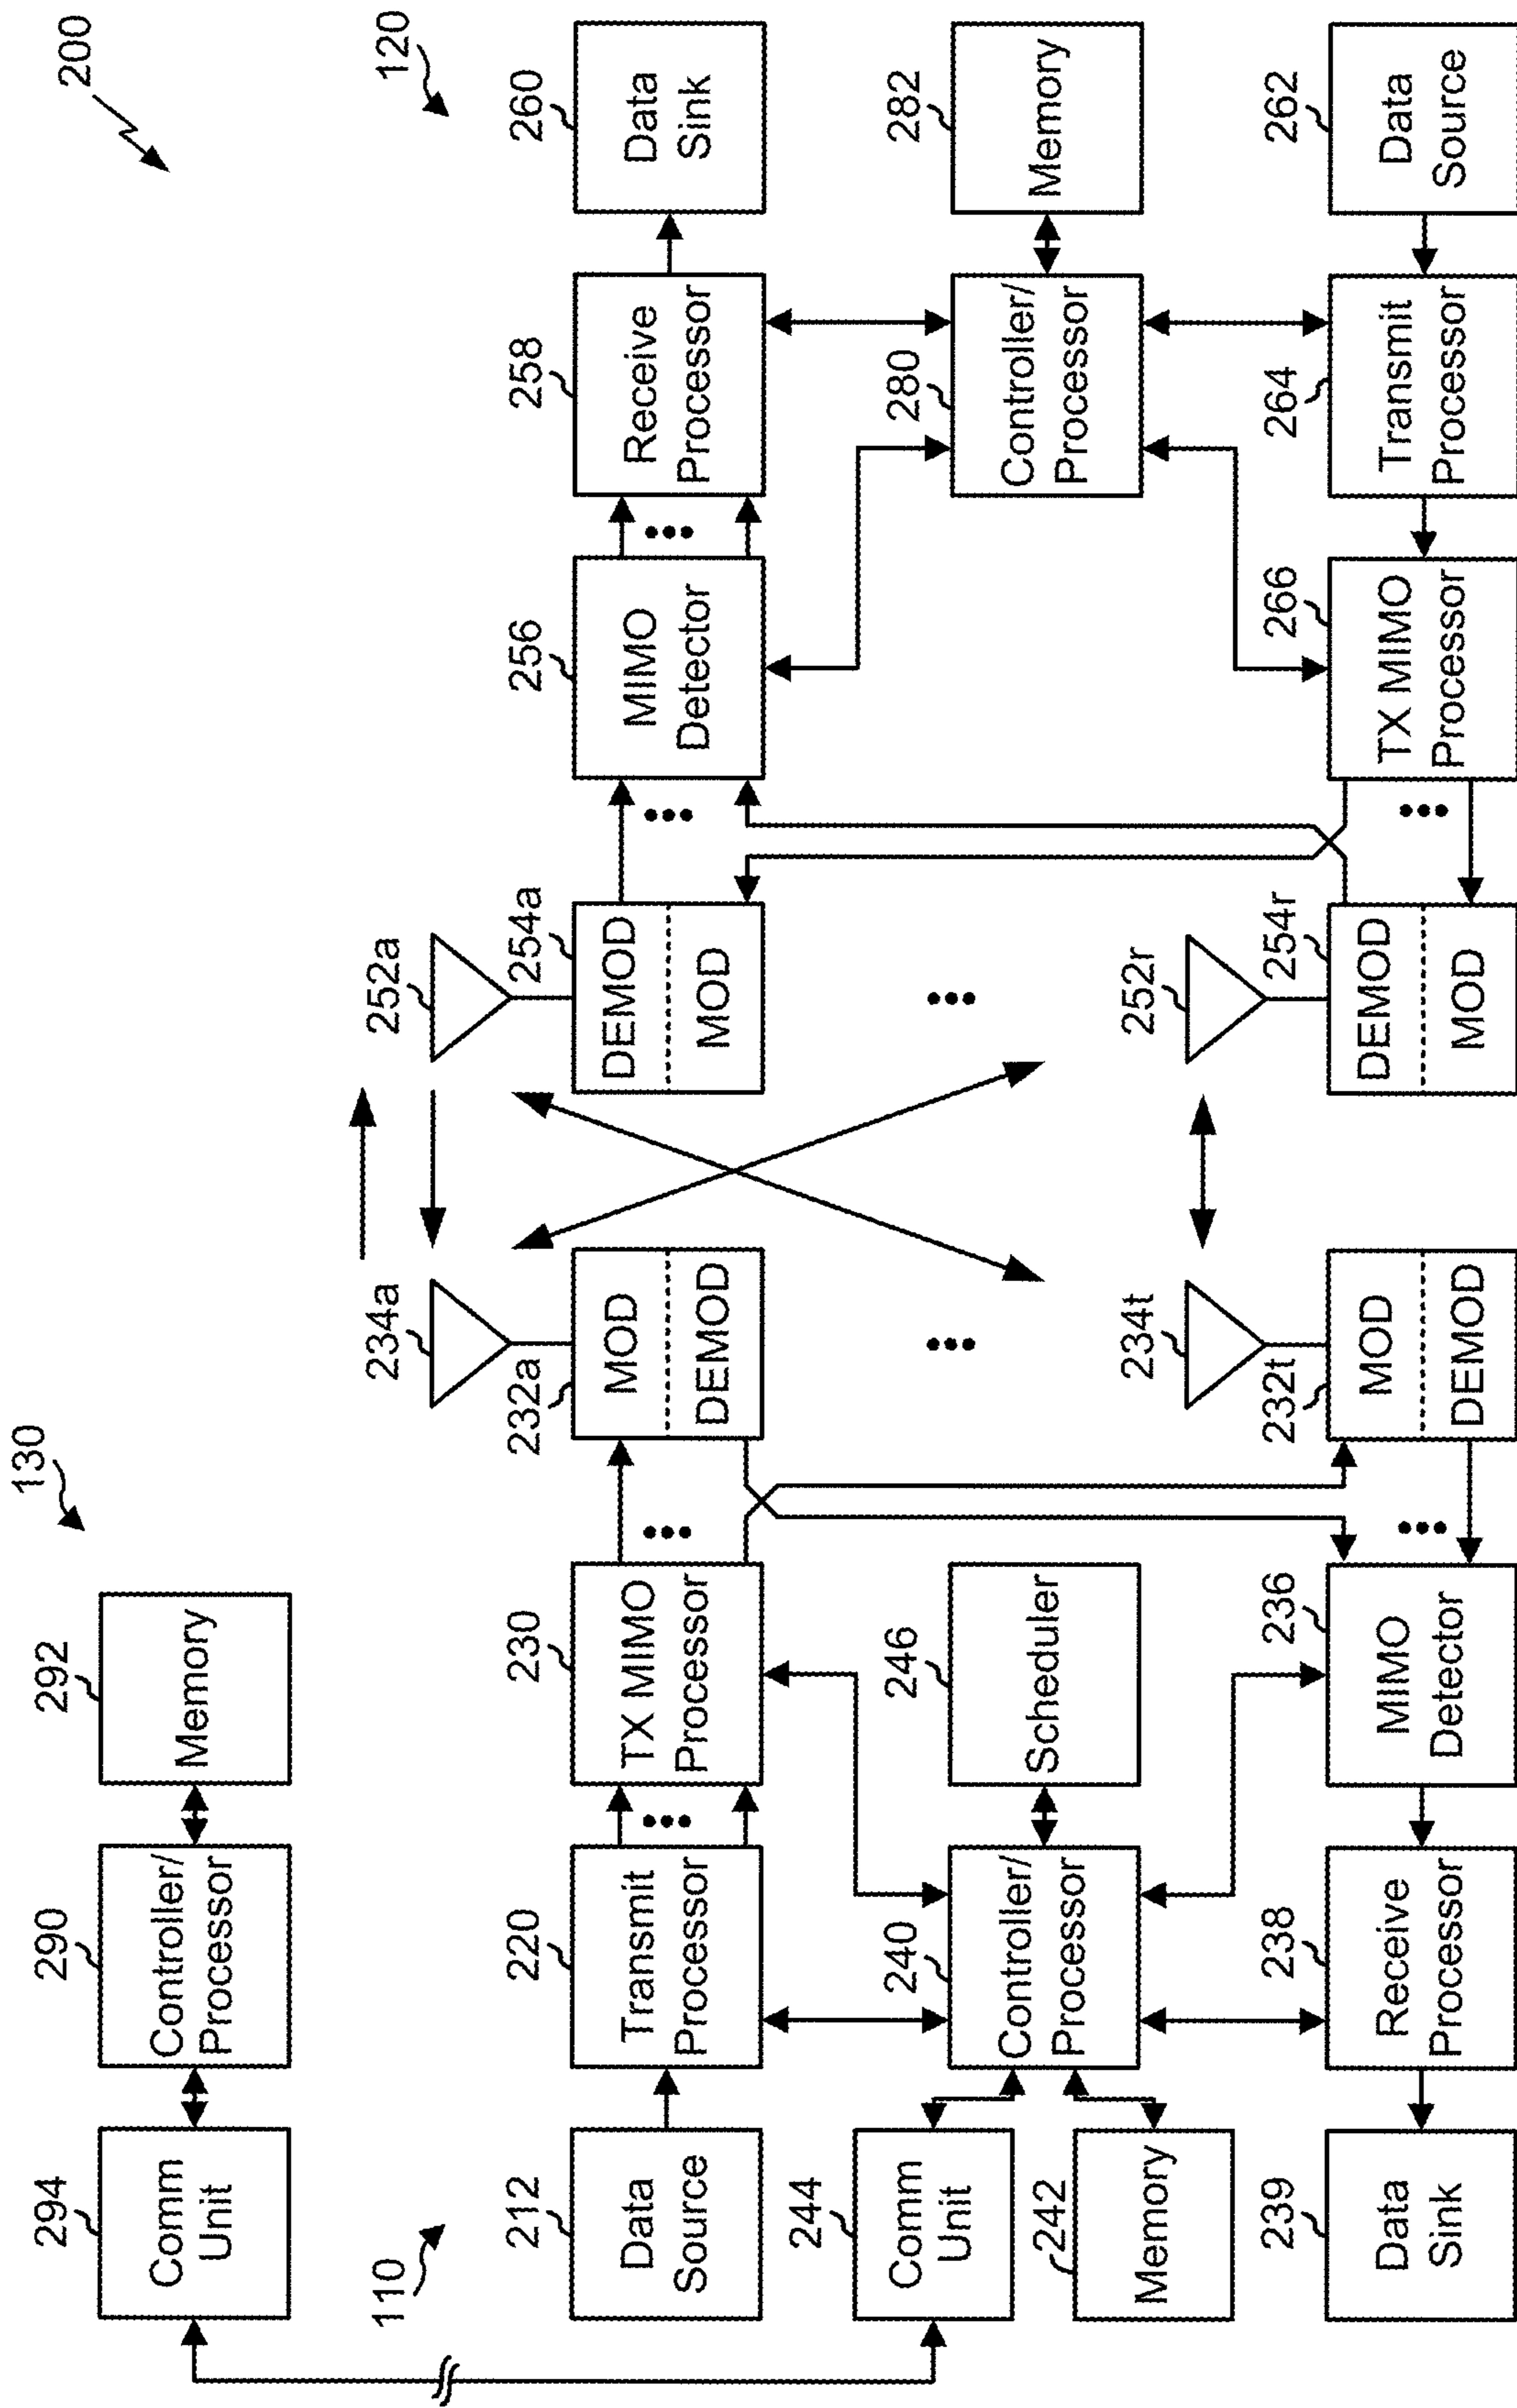 200
130
294
290
292
Comm
Unit
Controller/
Processor
Memory
110
120
234a
252a
212
220
230
232a
254a
256
258
260
Data
Source
Transmit
Processor
TX MIMO
Processor
MOD
DEMOD
DEMOD
MOD
MIMO
Detector
Receive
Processor
Data
Sink
244
240
246
280
282
Comm
Unit
Controller/
Processor
Scheduler
Controller/
Processor
Memory
242
Memory
234t
252r
239
238
236
232t
254r
266
264
262
Data
Sink
Receive
Processor
MIMO
Detector
MOD
DEMOD
DEMOD
MOD
TX MIMO
Processor
Transmit
Processor
Data
Source